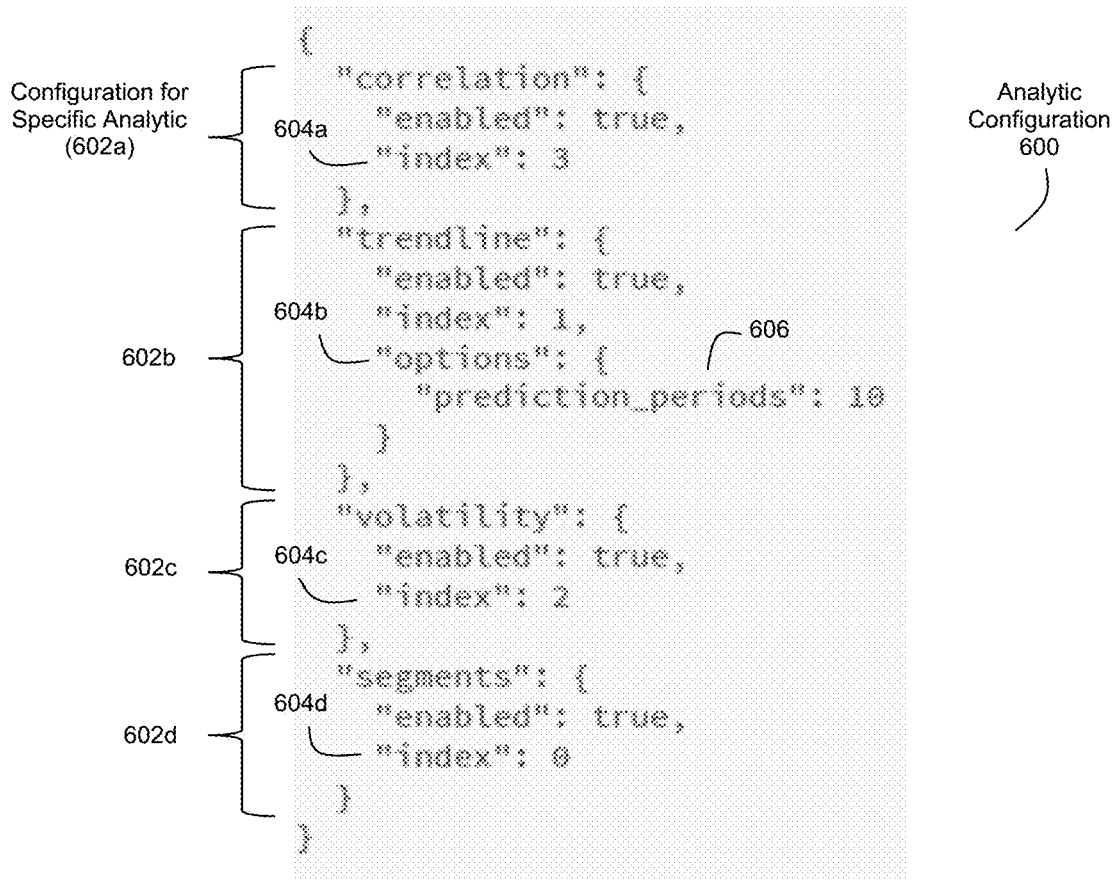 {
Configuration for
Specific Analytic
(602a)
"correlation": {
"enabled": true,
604a
"index": 3
},
Analytic
Configuration
600
602b
"trendline": {
"enabled": true,
604b
"index": 1,
"options": {
606
"prediction_periods": 10
}
},
602c
"volatility": {
"enabled": true,
604c
"index": 2
},
602d
"segments": {
"enabled": true,
604d
"index": 0
}
}